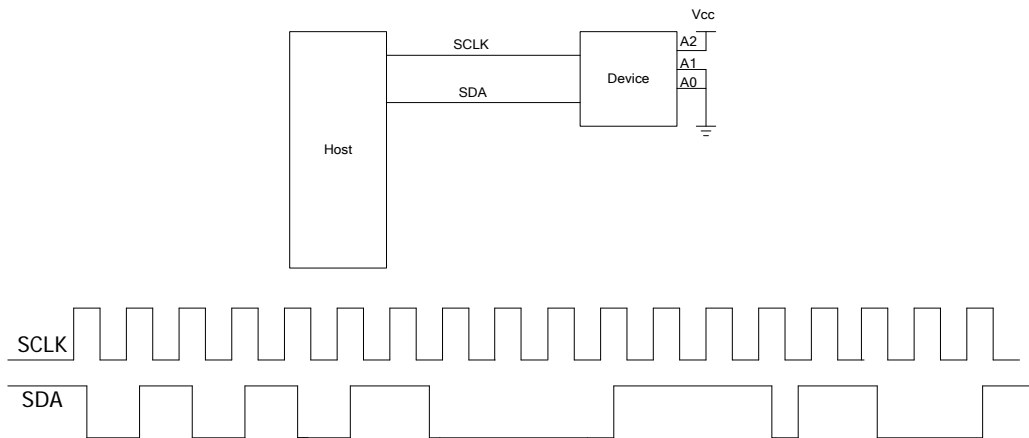 Vcc
SCLK
A2
A1
Device
A0
SDA
Host
SCLK
SDA